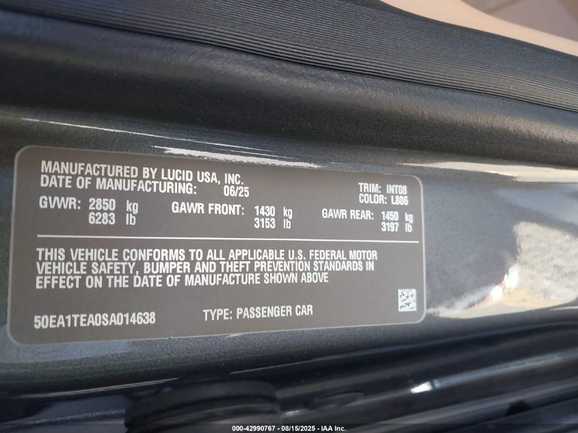 MANUFACTURED BY LUCID USA, INC.
DATE OF MANUFACTURING: 06/25
TRIM: INT08
COLOR: L806
GVWR: 2850 kg GAWR FRONT: 1430 kg GAWR REAR: 1450 kg
6283 lb 3153 lb 3197 lb
THIS VEHICLE CONFORMS TO ALL APPLICABLE U.S. FEDERAL MOTOR
VEHICLE SAFETY, BUMPER AND THEFT PREVENTION STANDARDS IN
EFFECT ON THE DATE OF MANUFACTURE SHOWN ABOVE
50EA1TEA0SA014638 TYPE: PASSENGER CAR
000-42990767 - 08/15/2025 - IAA Inc.